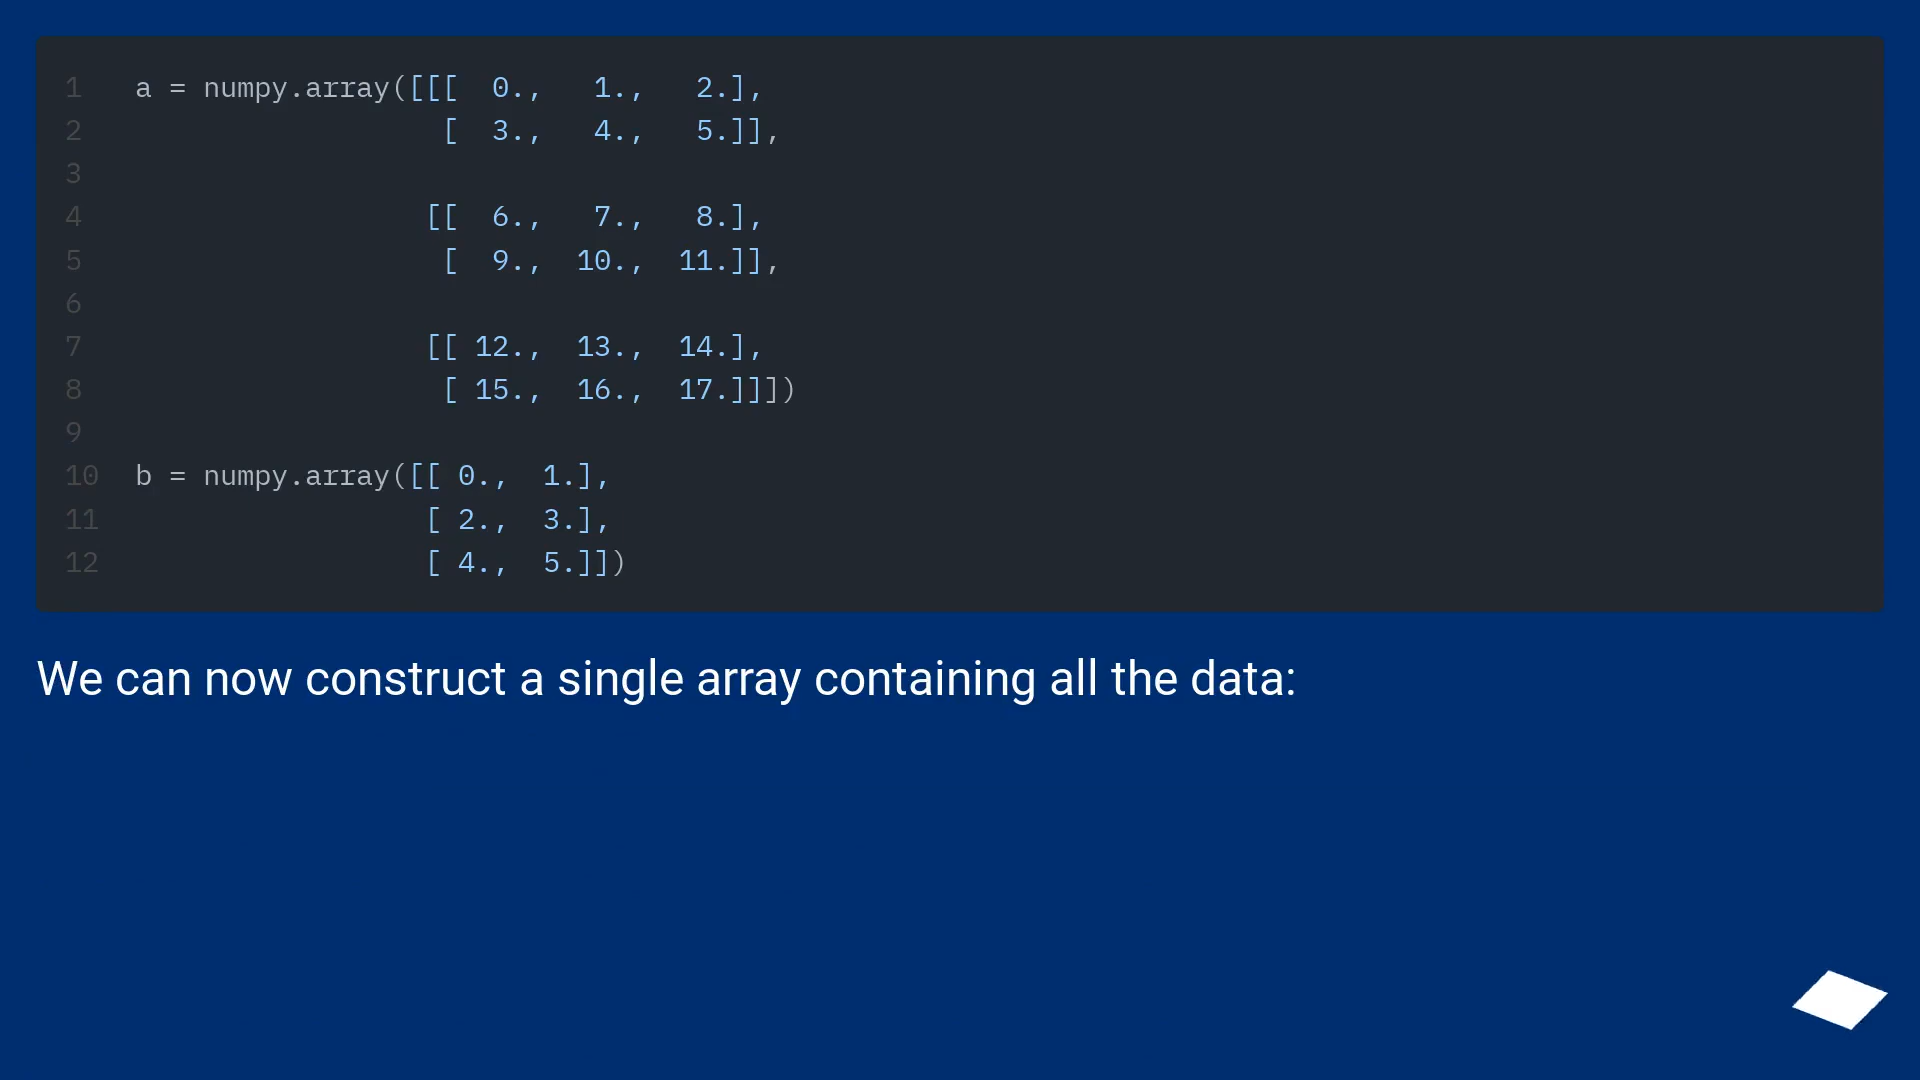 1 a = numpy.array([[[  0.,   1.,   2.],
2                   [  3.,   4.,   5.]],
3
4                  [[  6.,   7.,   8.],
5                   [  9.,  10.,  11.]],
6
7                  [[ 12.,  13.,  14.],
8                   [ 15.,  16.,  17.]]])
9
10 b = numpy.array([[ 0.,  1.],
11                  [ 2.,  3.],
12                  [ 4.,  5.]])
We can now construct a single array containing all the data: